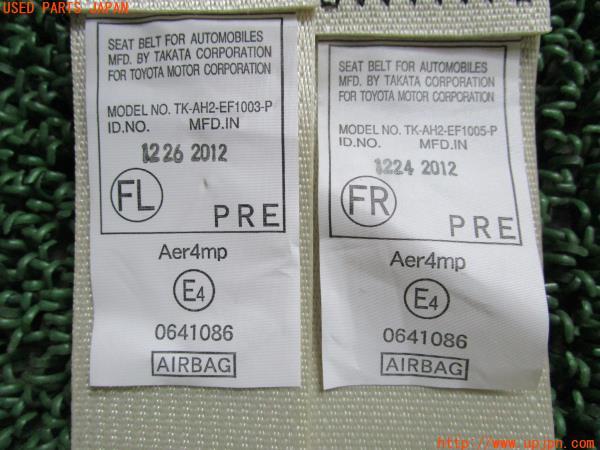 USED PARTS JAPAN
SEAT BELT FOR AUTOMOBILES
MFD. BY TAKATA CORPORATION
FOR TOYOTA MOTOR CORPORATION
MODEL NO. TK-AH2-EF1003-P
ID.NO. MFD.IN
1226 2012
FL
PRE
Aer4mp
E4
0641086
AIRBAG
SEAT BELT FOR AUTOMOBILES
MFD. BY TAKATA CORPORATION
FOR TOYOTA MOTOR CORPORATION
MODEL NO. TK-AH2-EF1005-P
ID.NO. MFD.IN
1224 2012
FR
PRE
Aer4mp
E4
0641086
AIRBAG
http://www.upjpn.com/